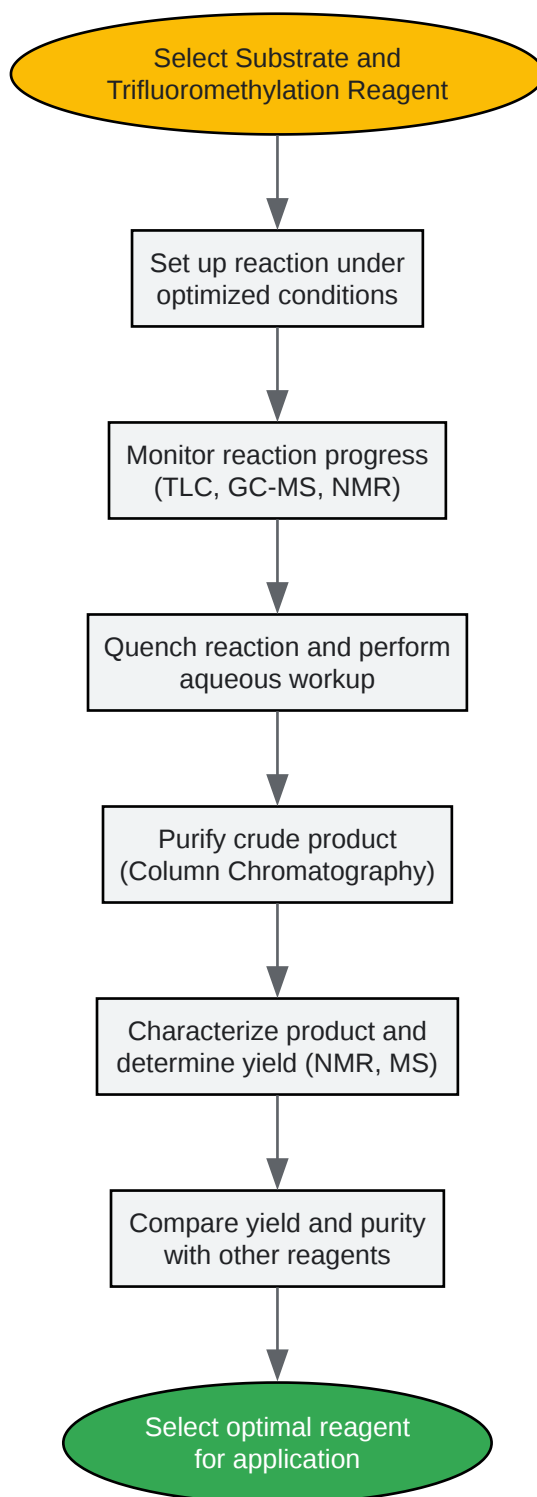 Select Substrate and
Trifluoromethylation Reagent
Set up reaction under
optimized conditions
Monitor reaction progress
(TLC, GC-MS, NMR)
Quench reaction and perform
aqueous workup
Purify crude product
(Column Chromatography)
Characterize product and
determine yield (NMR, MS)
Compare yield and purity
with other reagents
Select optimal reagent
for application